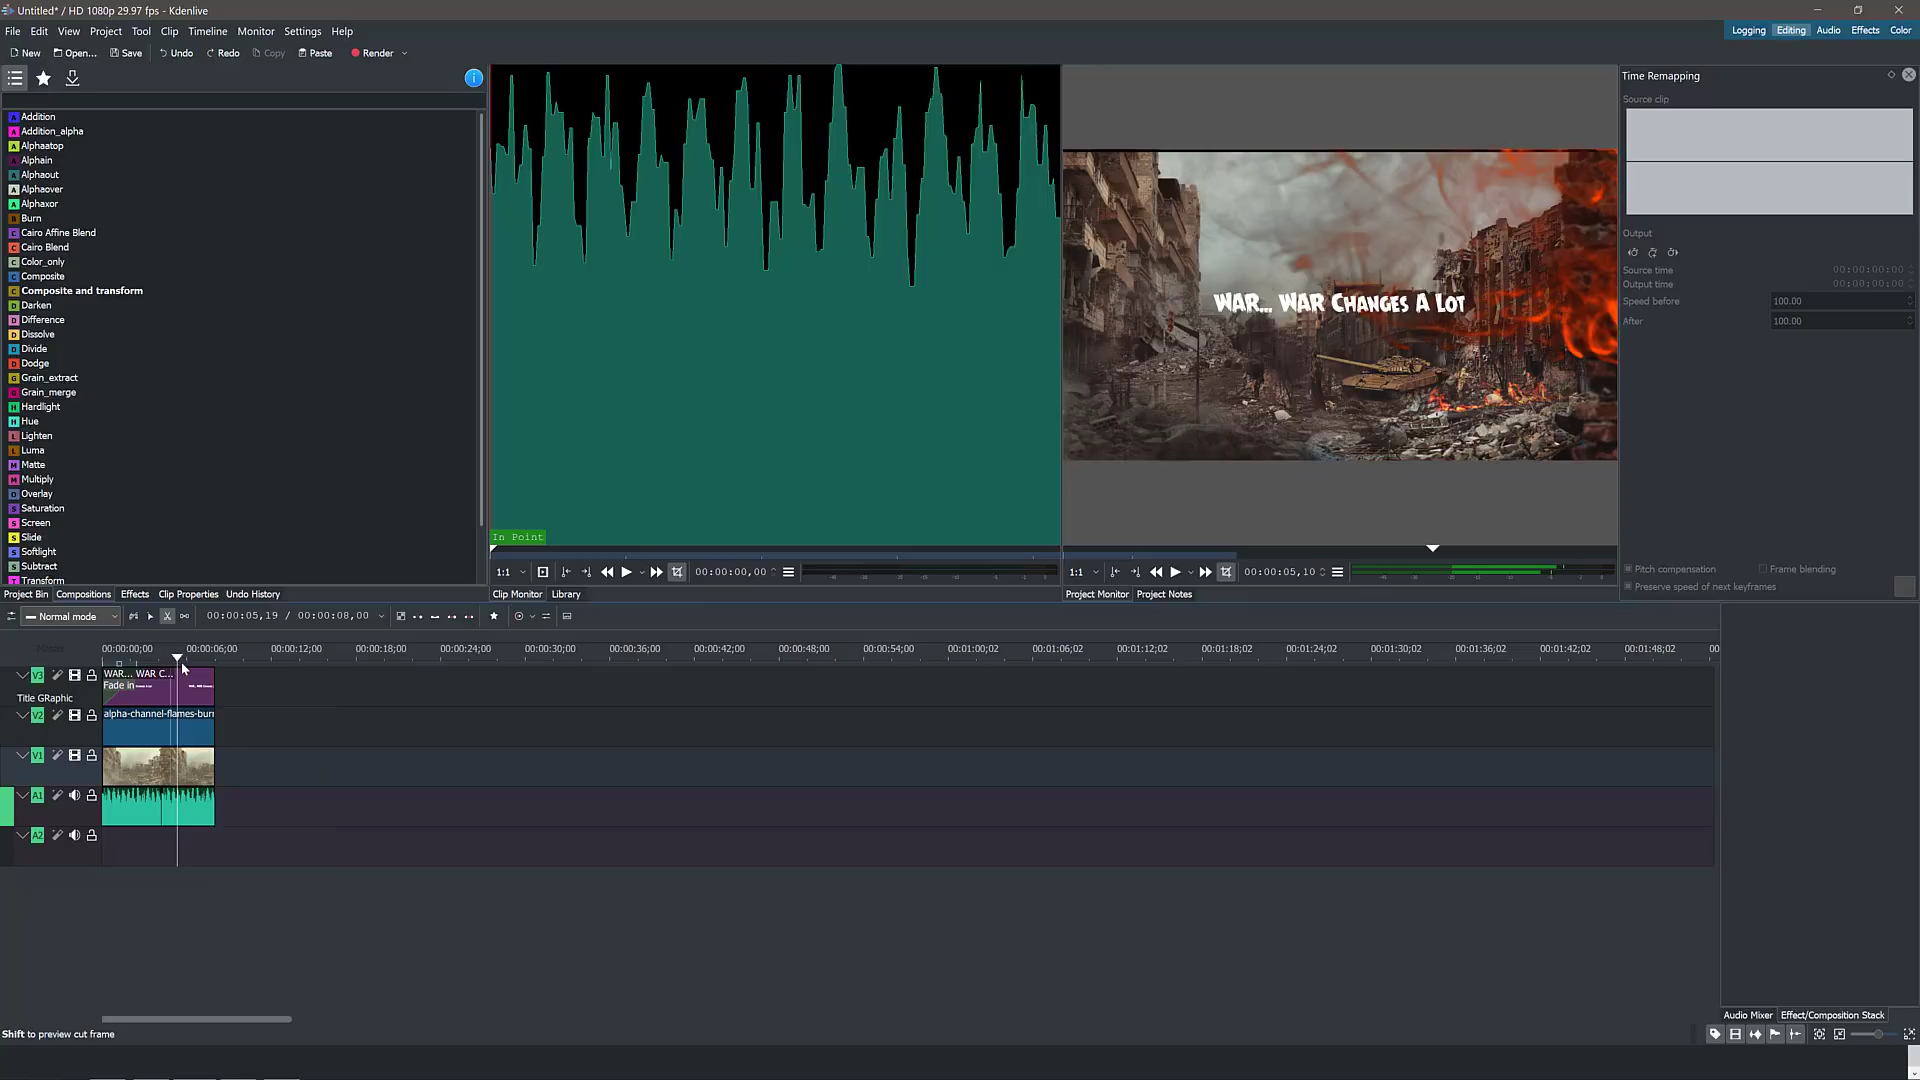 Untitled* / HD 1080p 29.97 fps - Kdenlive
File Edit View Project Tool Clip Timeline Monitor Settings Help
Logging Editing Audio Effects Color
New Open... Save Undo Redo Copy Paste Render
Time Remapping
Source clip
Addition
Addition_alpha
Alphaatop
Alphain
Alphaout
Alphaover
Alphaxor
Burn
Cairo Affine Blend
Cairo Blend
Color_only
Composite
Composite and transform
Darken
Difference
Dissolve
Divide
Dodge
Grain_extract
Grain_merge
Hardlight
Hue
Lighten
Luma
Matte
Multiply
Overlay
Saturation
Screen
Slide
Softlight
Subtract
Transform
In Point
WAR... WAR Changes A Lot
Output
Source time 00:00:00:00
Output time 00:00:00:00
Speed before 100.00
After 100.00
Pitch compensation Frame blending
Preserve speed of next keyframes
1:1 00:00:00,00
1:1 00:00:05,10
Project Bin Compositions Effects Clip Properties Undo History
Clip Monitor Library
Project Monitor Project Notes
Normal mode 00:00:05,19 / 00:00:08,00
Master
00:00:00;00 00:00:06;00 00:00:12;00 00:00:18;00 00:00:24;00 00:00:30;00 00:00:36;00 00:00:42;00 00:00:48;00 00:00:54;00 00:01:00;02 00:01:06;02 00:01:12;02 00:01:18;02 00:01:24;02 00:01:30;02 00:01:36;02 00:01:42;02 00:01:48;02 00
V3 WAR... WAR C...
Fade in
Title GRaphic
V2 alpha-channel-flames-burr
V1
A1
A2
Audio Mixer Effect/Composition Stack
Shift to preview cut frame